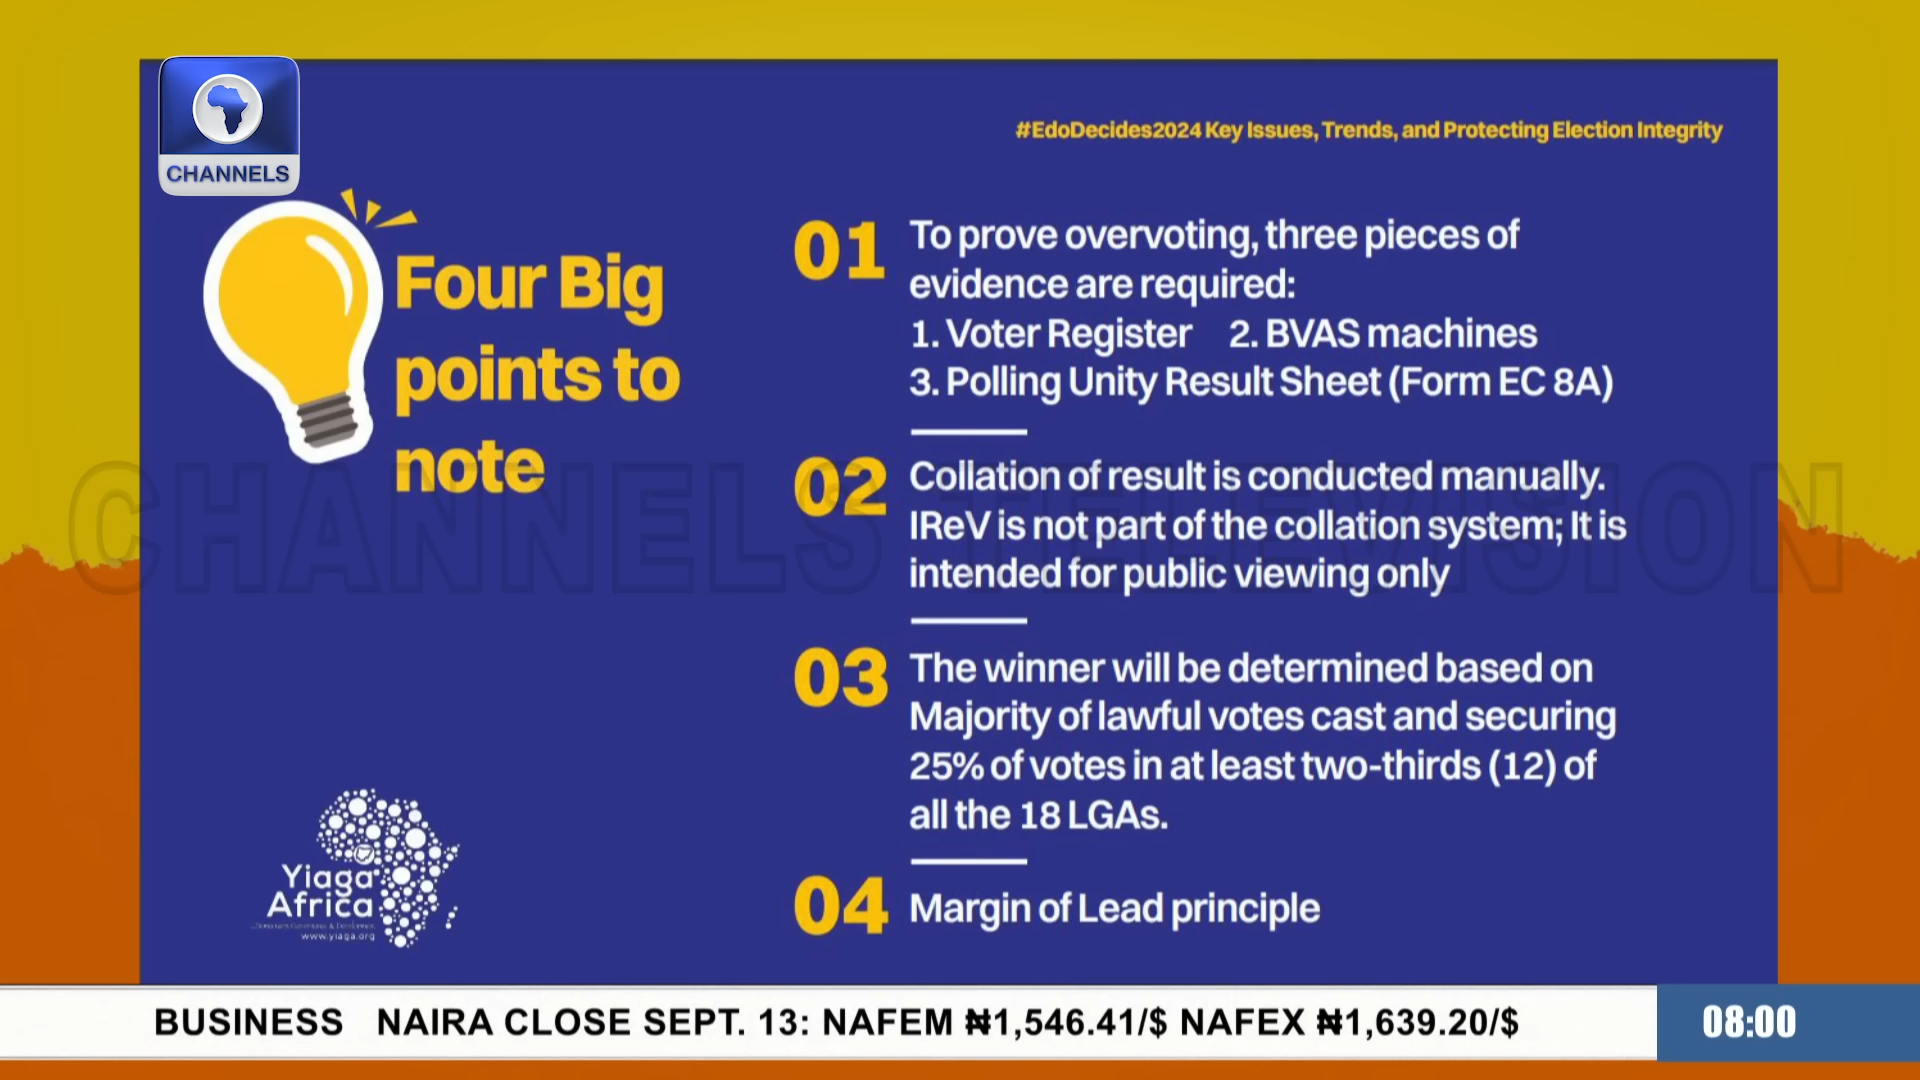 CHANNELS
#EdoDecides2024 Key Issues, Trends, and Protecting Election Integrity
Four Big
points to
note
01
To prove overvoting, three pieces of
evidence are required:
1. Voter Register 2. BVAS machines
3. Polling Unity Result Sheet (Form EC 8A)
02
Collation of result is conducted manually.
IReV is not part of the collation system; It is
intended for public viewing only
03
The winner will be determined based on
Majority of lawful votes cast and securing
25% of votes in at least two-thirds (12) of
all the 18 LGAs.
04
Margin of Lead principle
CHANNELS TELEVISION
Yiaga
Africa
www.yiaga.org
BUSINESS NAIRA CLOSE SEPT. 13: NAFEM ₦1,546.41/$ NAFEX ₦1,639.20/$
08:00